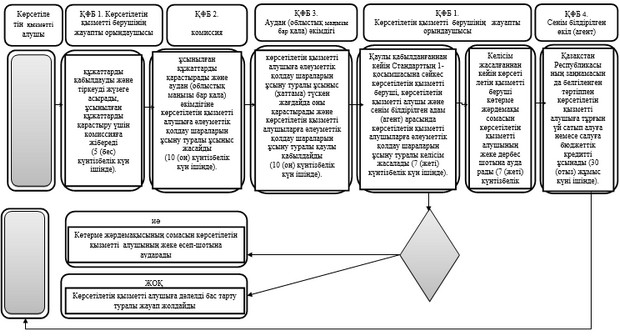 Көрсетіле
тін қызметті
алушы
ҚФБ 1. Көрсетілетін
қызметті берушінің
жауапты орындаушысы
ҚФБ 2.
комиссия
ҚФБ 3.
Аудан (облыстық маңызы
бар қала) әкімдігі
ҚФБ 1.
Көрсетілетін қызметті берушінің жауапты
орындаушысы
ҚФБ 4.
Сенім білдірілген
өкіл (агент)
құжаттарды
қабылдауды және
тіркеуді жүзеге
асырады,
ұсынылған
құжаттарды
қарастыру үшін
комиссияға
жібереді
(5 (бес)
күнтізбелік күн
ішінде).
ұсынылған
құжаттарды
қарастырады және
аудан (облыстық
маңызы бар қала)
әкімдігіне
көрсетілетін қызметті
алушыға әлеуметтік
қолдау шараларын
ұсыну туралы ұсыныс
жасайды
(10 (он) күнтізбелік
күн ішінде).
көрсетілетін қызметті
алушыға әлеуметтік
қолдау шараларын
ұсыну туралы ұсыныс
(хаттама) түскен
жағдайда оны
қарастырады және
көрсетілетін қызметті
алушыларға әлеуметтік
қолдау шараларын
ұсыну туралы қаулы
қабылдайды
(10 (он) күнтізбелік
күн ішінде).
Қаулы қабылданғаннан
кейін Стандарттың 1-
қосымшасына сәйкес
көрсетілетін қызметті
беруші, көрсетілетін
қызметті алушы және
сенім білдірілген адам
(агент) арасында
көрсетілетін қызметті
алушыларға әлеуметтік
қолдау шараларын
ұсыну туралы келісім
жасалады (7 (жеті)
күнтізбелік күн ішінде).
Келісім
жасалғаннан
кейін көрсеті
летін қызметті
беруші
көтерме
жәрдемақы
сомасын
көрсетілетін
қызметті
алушының
жеке дербес
шотына ауда
рады (7 (жеті)
күнтізбелік
Қазақстан
Республикасы
ның заңнамасын
да белгіленген
тәртіппен
көрсетілетін
қызметті
алушыға тұрғын
үй сатып алуға
немесе салуға
бюджеттік
кредитті
ұсынады (30
(отыз) жұмыс
күні ішінде).
иә
Көтерме жәрдемақысының сомасын көрсетілетін
қызметті алушының жеке есеп-шотына
аударады
ЖОҚ
Көрсетілетін қызметті алушыға дәлелді бас тарту
туралы жауап жолдайды